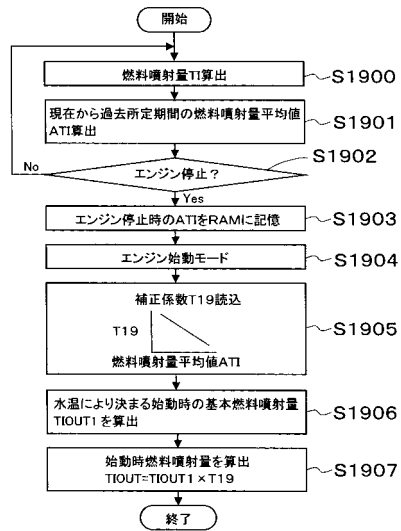 開始
燃料噴射量TI算出
S1900
現在から過去所定期間の燃料噴射量平均値
ATI算出
S1901
エンジン停止?
S1902
No
Yes
エンジン停止時のATIをRAMに記憶
S1903
エンジン始動モード
S1904
補正係数T19読込
T19
燃料噴射量平均値ATI
S1905
水温により決まる始動時の基本燃料噴射量
TIOUT1を算出
S1906
始動時燃料噴射量を算出
TIOUT=TIOUT1×T19
S1907
終了